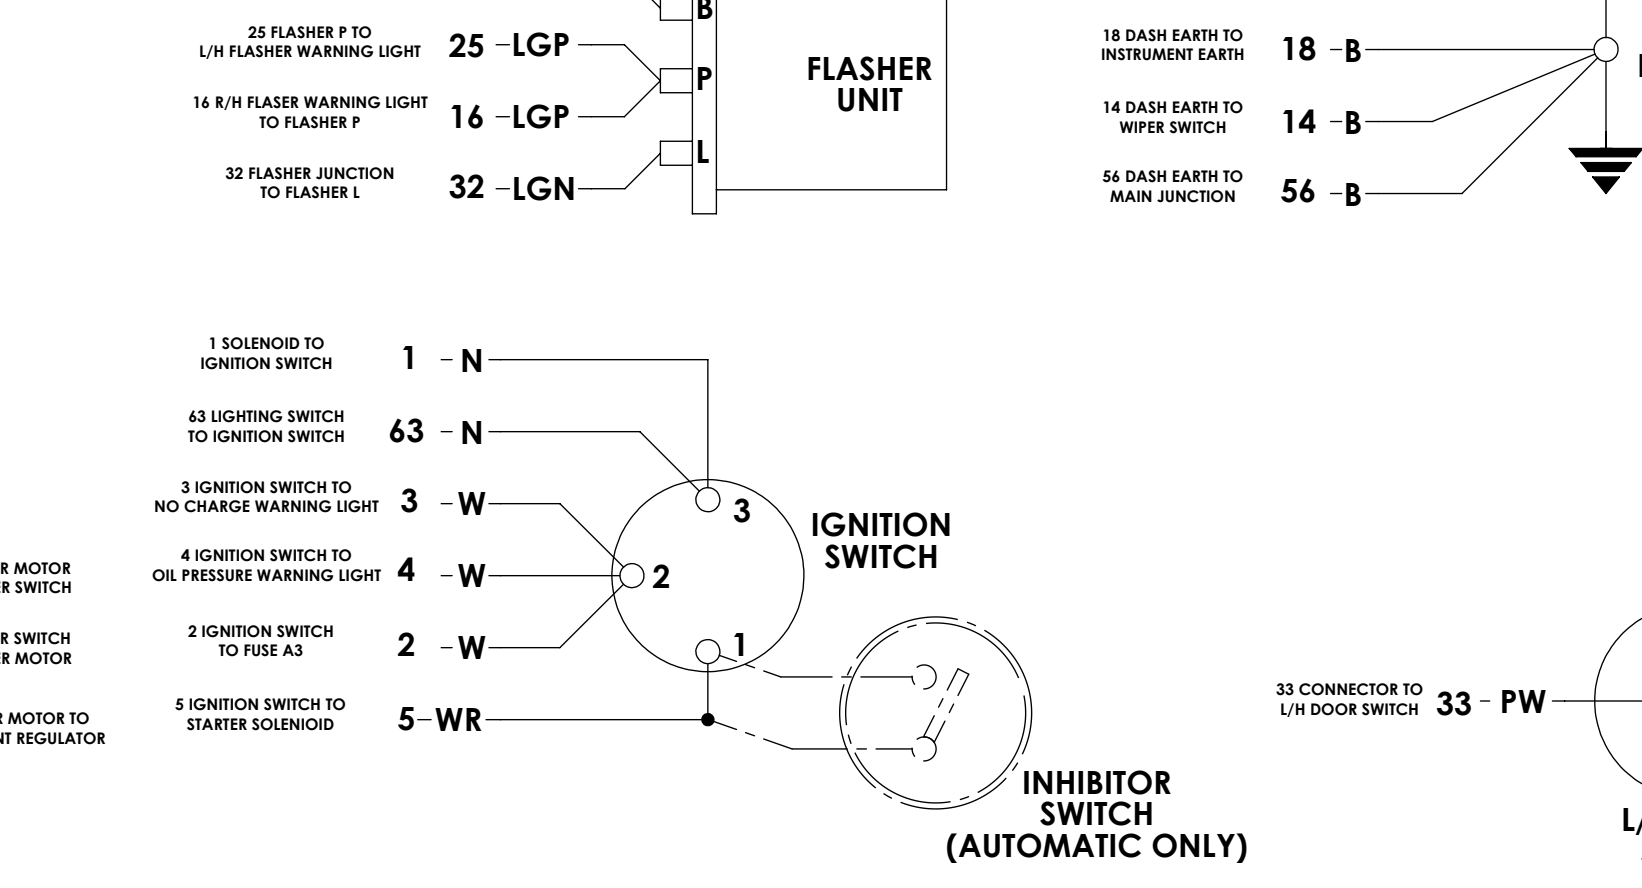 B
25 FLASHER P TO
L/H FLASHER WARNING LIGHT
25 -LGP
16 R/H FLASER WARNING LIGHT
TO FLASHER P
16 -LGP
P
32 FLASHER JUNCTION
TO FLASHER L
32 -LGN
L
FLASHER
UNIT
18 DASH EARTH TO
INSTRUMENT EARTH
18 -B
14 DASH EARTH TO
WIPER SWITCH
14 -B
56 DASH EARTH TO
MAIN JUNCTION
56 -B
1 SOLENOID TO
IGNITION SWITCH
1 - N
63 LIGHTING SWITCH
TO IGNITION SWITCH
63 - N
3 IGNITION SWITCH TO
NO CHARGE WARNING LIGHT
3 - W
4 IGNITION SWITCH TO
OIL PRESSURE WARNING LIGHT
4 - W
2 IGNITION SWITCH
TO FUSE A3
2 - W
5 IGNITION SWITCH TO
STARTER SOLENIOID
5 - WR
3
2
1
IGNITION
SWITCH
INHIBITOR
SWITCH
(AUTOMATIC ONLY)
R MOTOR
R SWITCH
R SWITCH
R MOTOR
R MOTOR TO
NT REGULATOR
33 CONNECTOR TO
L/H DOOR SWITCH
33 - PW
L/